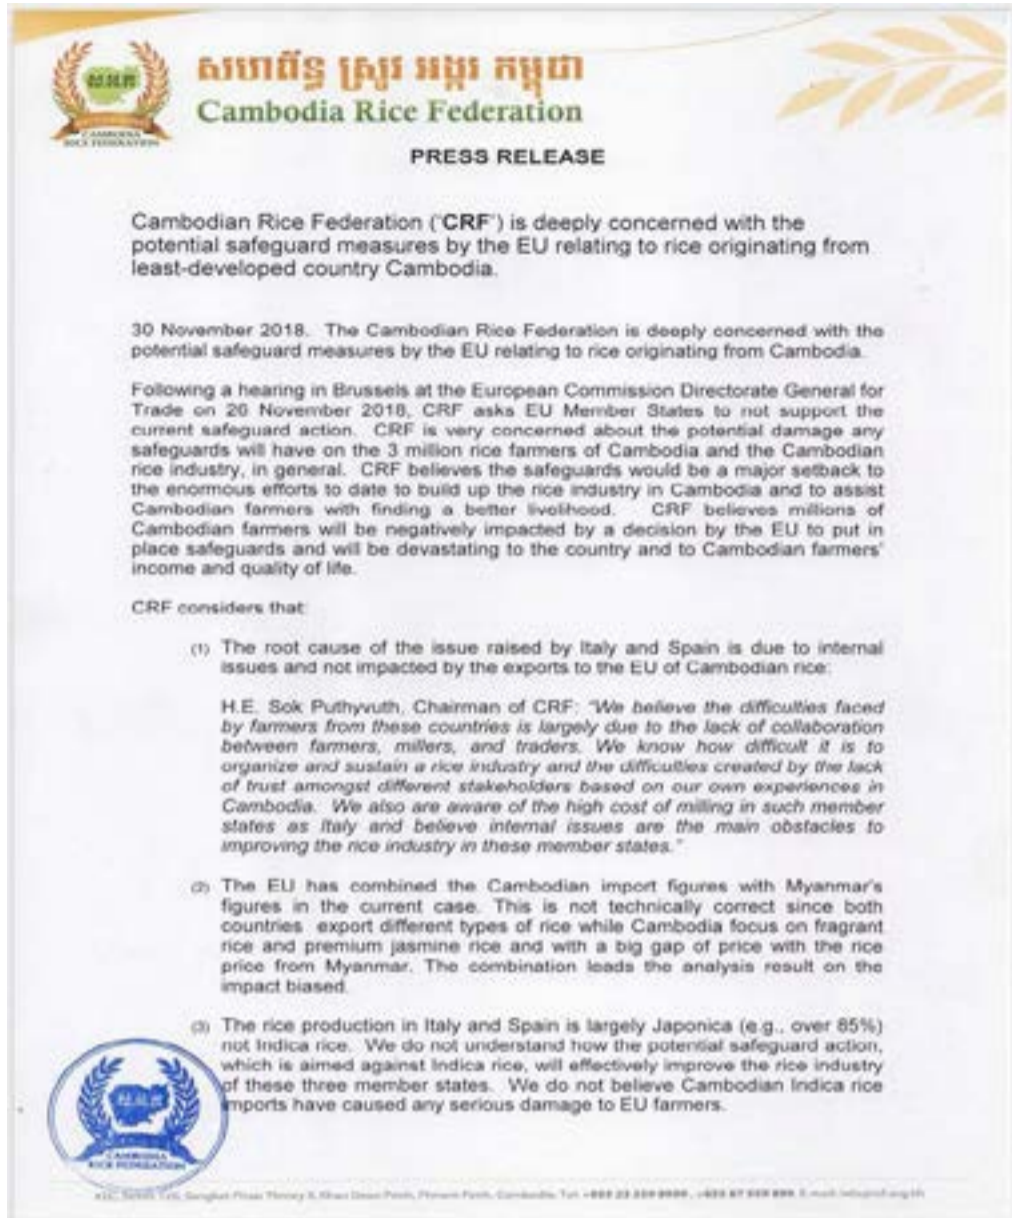 ស.ស.ក
CAMBODIA
RICE FEDERATION
សហព័ន្ធ ស្រូវ អង្ករ កម្ពុជា
Cambodia Rice Federation
PRESS RELEASE
Cambodian Rice Federation ('CRF') is deeply concerned with the
potential safeguard measures by the EU relating to rice originating from
least-developed country Cambodia.
30 November 2018. The Cambodian Rice Federation is deeply concerned with the
potential safeguard measures by the EU relating to rice originating from Cambodia.
Following a hearing in Brussels at the European Commission Directorate General for
Trade on 26 November 2018, CRF asks EU Member States to not support the
current safeguard action. CRF is very concerned about the potential damage any
safeguards will have on the 3 million rice farmers of Cambodia and the Cambodian
rice industry, in general. CRF believes the safeguards would be a major setback to
the enormous efforts to date to build up the rice industry in Cambodia and to assist
Cambodian farmers with finding a better livelihood. CRF believes millions of
Cambodian farmers will be negatively impacted by a decision by the EU to put in
place safeguards and will be devastating to the country and to Cambodian farmers'
income and quality of life.
CRF considers that:
(1) The root cause of the issue raised by Italy and Spain is due to internal
issues and not impacted by the exports to the EU of Cambodian rice:
H.E. Sok Puthyvuth, Chairman of CRF: "We believe the difficulties faced
by farmers from these countries is largely due to the lack of collaboration
between farmers, millers, and traders. We know how difficult it is to
organize and sustain a rice industry and the difficulties created by the lack
of trust amongst different stakeholders based on our own experiences in
Cambodia. We also are aware of the high cost of milling in such member
states as Italy and believe internal issues are the main obstacles to
improving the rice industry in these member states."
(2) The EU has combined the Cambodian import figures with Myanmar's
figures in the current case. This is not technically correct since both
countries export different types of rice while Cambodia focus on fragrant
rice and premium jasmine rice and with a big gap of price with the rice
price from Myanmar. The combination leads the analysis result on the
impact biased.
(3) The rice production in Italy and Spain is largely Japonica (e.g., over 85%)
not Indica rice. We do not understand how the potential safeguard action,
which is aimed against Indica rice, will effectively improve the rice industry
of these three member states. We do not believe Cambodian Indica rice
imports have caused any serious damage to EU farmers.
CAMBODIA
RICE FEDERATION
Phnom Penh, Cambodia. Tel: